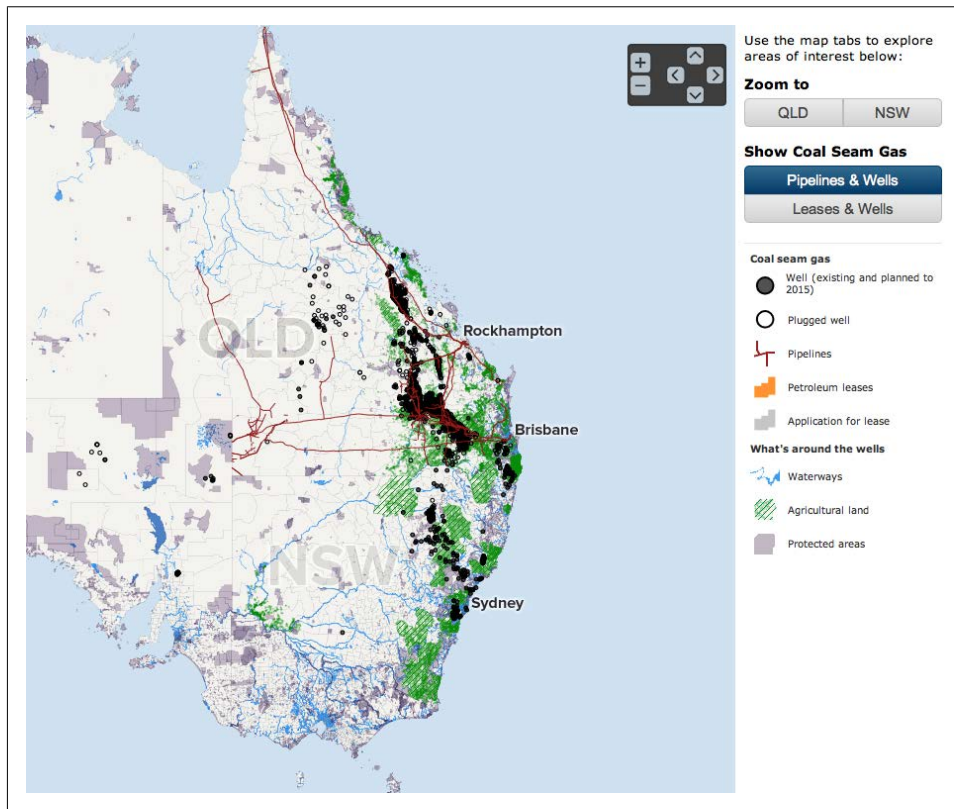 Use the map tabs to explore
areas of interest below:
Zoom to
QLD
NSW
Show Coal Seam Gas
Pipelines & Wells
Leases & Wells
Coal seam gas
Well (existing and planned to
2015)
Plugged well
Pipelines
Petroleum leases
Application for lease
What's around the wells
Waterways
Agricultural land
Protected areas
QLD
Rockhampton
Brisbane
NSW
Sydney